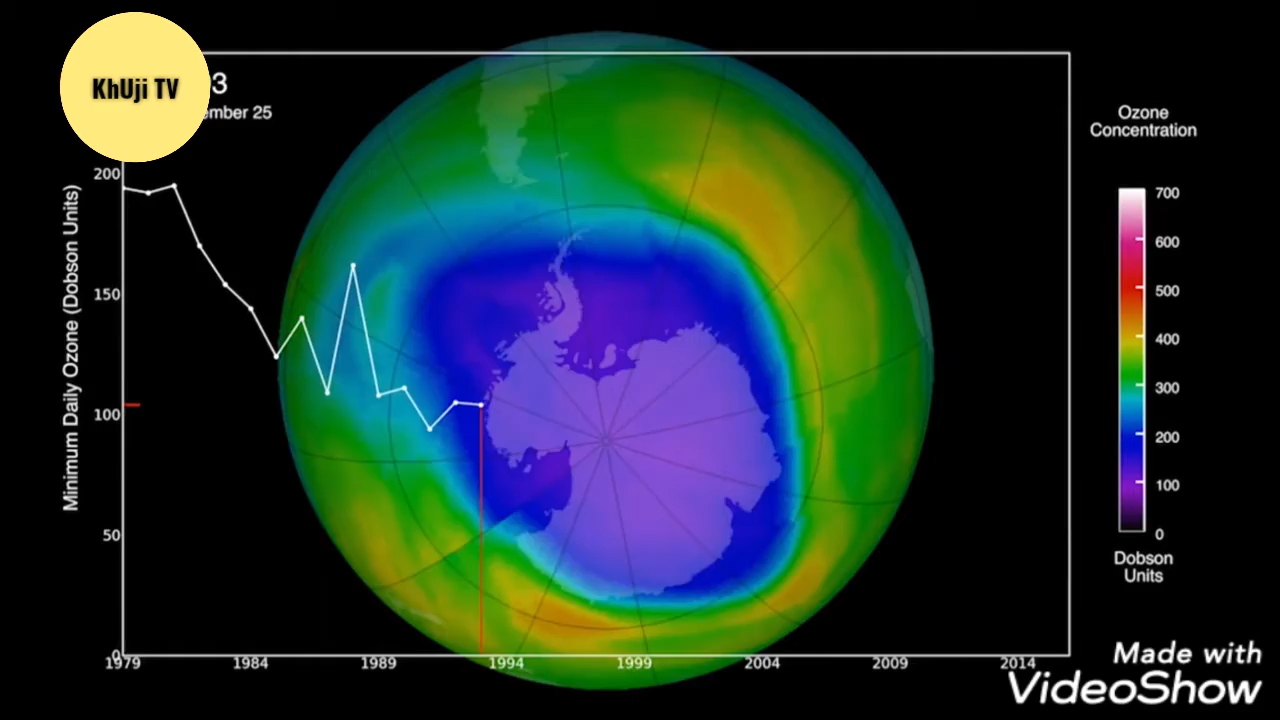 KhUji TV
3
ember 25
Ozone
Concentration
Minimum Daily Ozone (Dobson Units)
200
150
100
50
0
1979
1984
1989
1994
1999
2004
2009
2014
700
600
500
400
300
200
100
0
Dobson
Units
Made with
VideoShow